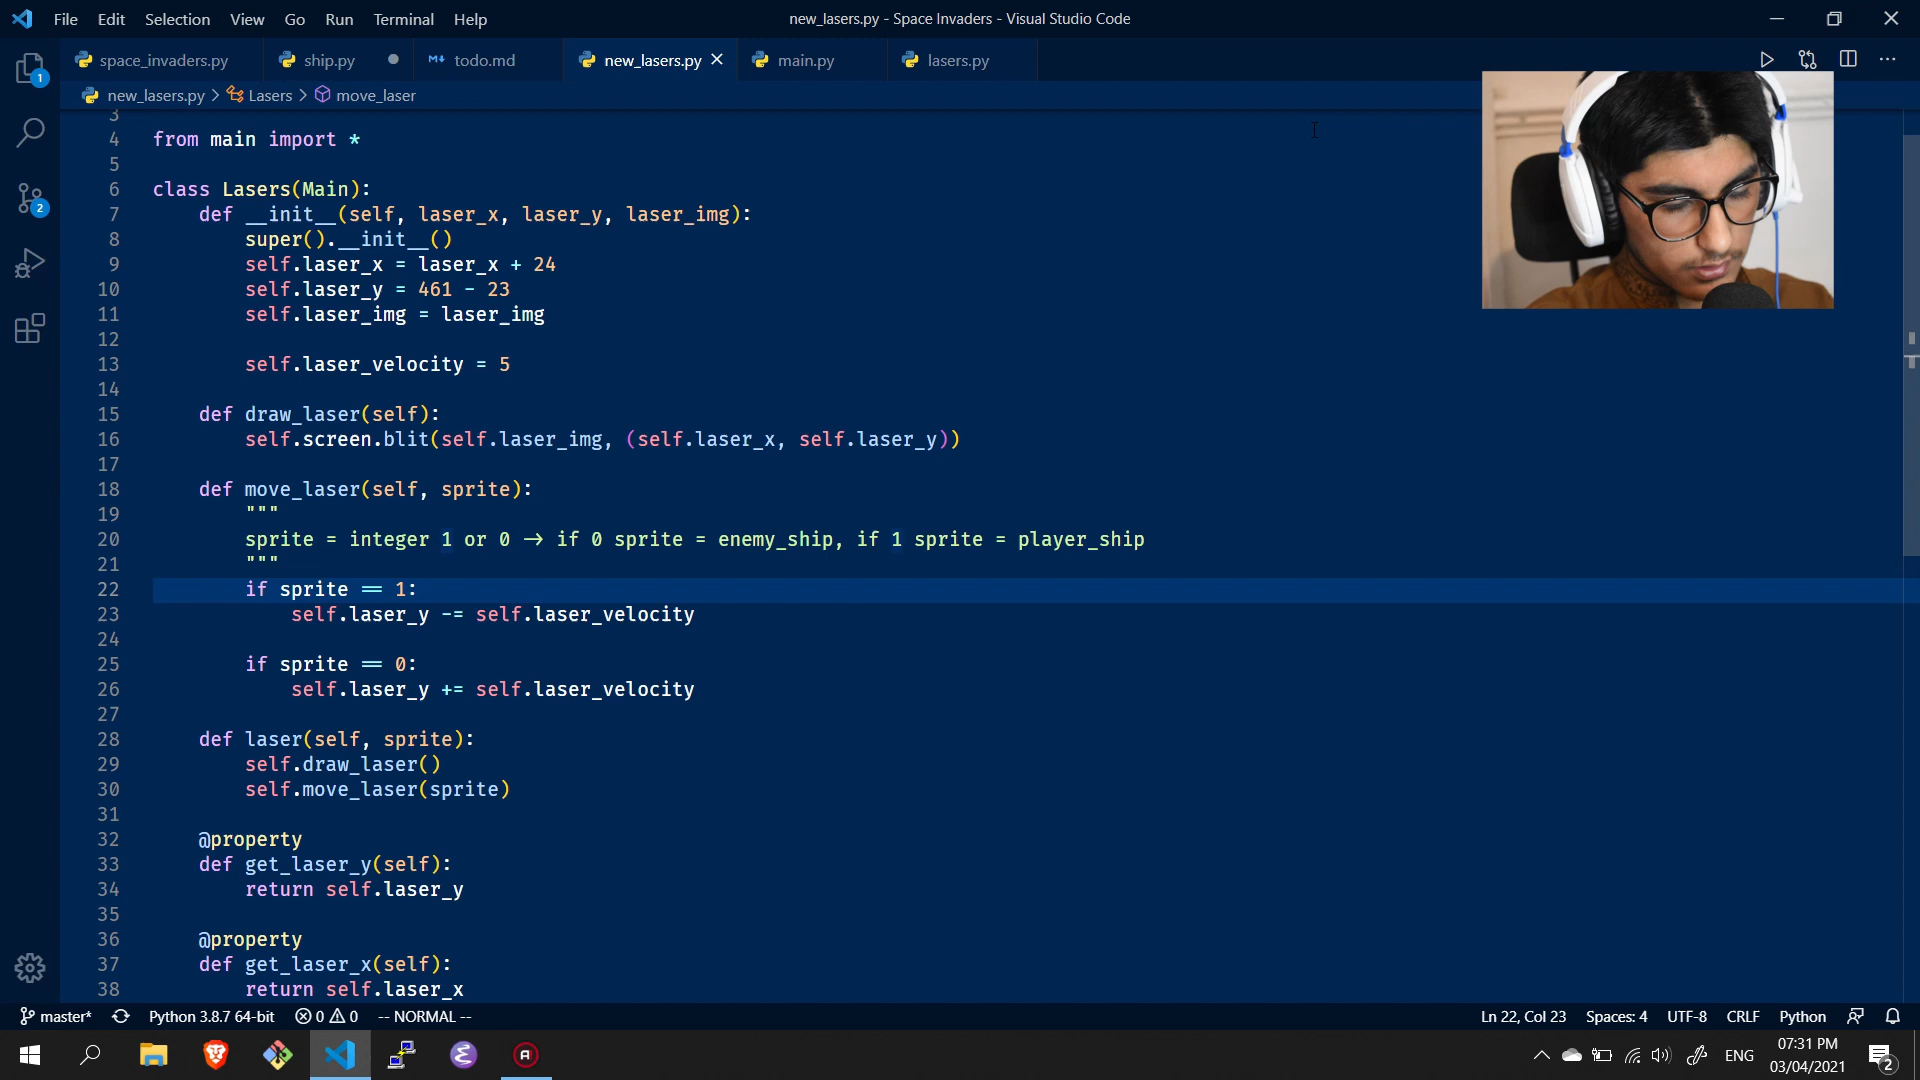 File Edit Selection View Go Run Terminal Help
new_lasers.py - Space Invaders - Visual Studio Code
space_invaders.py ship.py todo.md new_lasers.py main.py lasers.py
new_lasers.py > Lasers > move_laser
1
2
3
4 from main import *
5
6 class Lasers(Main):
7 def __init__(self, laser_x, laser_y, laser_img):
8 super().__init__()
9 self.laser_x = laser_x + 24
10 self.laser_y = 461 - 23
11 self.laser_img = laser_img
12
13 self.laser_velocity = 5
14
15 def draw_laser(self):
16 self.screen.blit(self.laser_img, (self.laser_x, self.laser_y))
17
18 def move_laser(self, sprite):
19 """
20 sprite = integer 1 or 0 -> if 0 sprite = enemy_ship, if 1 sprite = player_ship
21 """
22 if sprite == 1:
23 self.laser_y -= self.laser_velocity
24
25 if sprite == 0:
26 self.laser_y += self.laser_velocity
27
28 def laser(self, sprite):
29 self.draw_laser()
30 self.move_laser(sprite)
31
32 @property
33 def get_laser_y(self):
34 return self.laser_y
35
36 @property
37 def get_laser_x(self):
38 return self.laser_x
master* Python 3.8.7 64-bit 0 0 -- NORMAL -- Ln 22, Col 23 Spaces: 4 UTF-8 CRLF Python
ENG 07:31 PM
03/04/2021 2